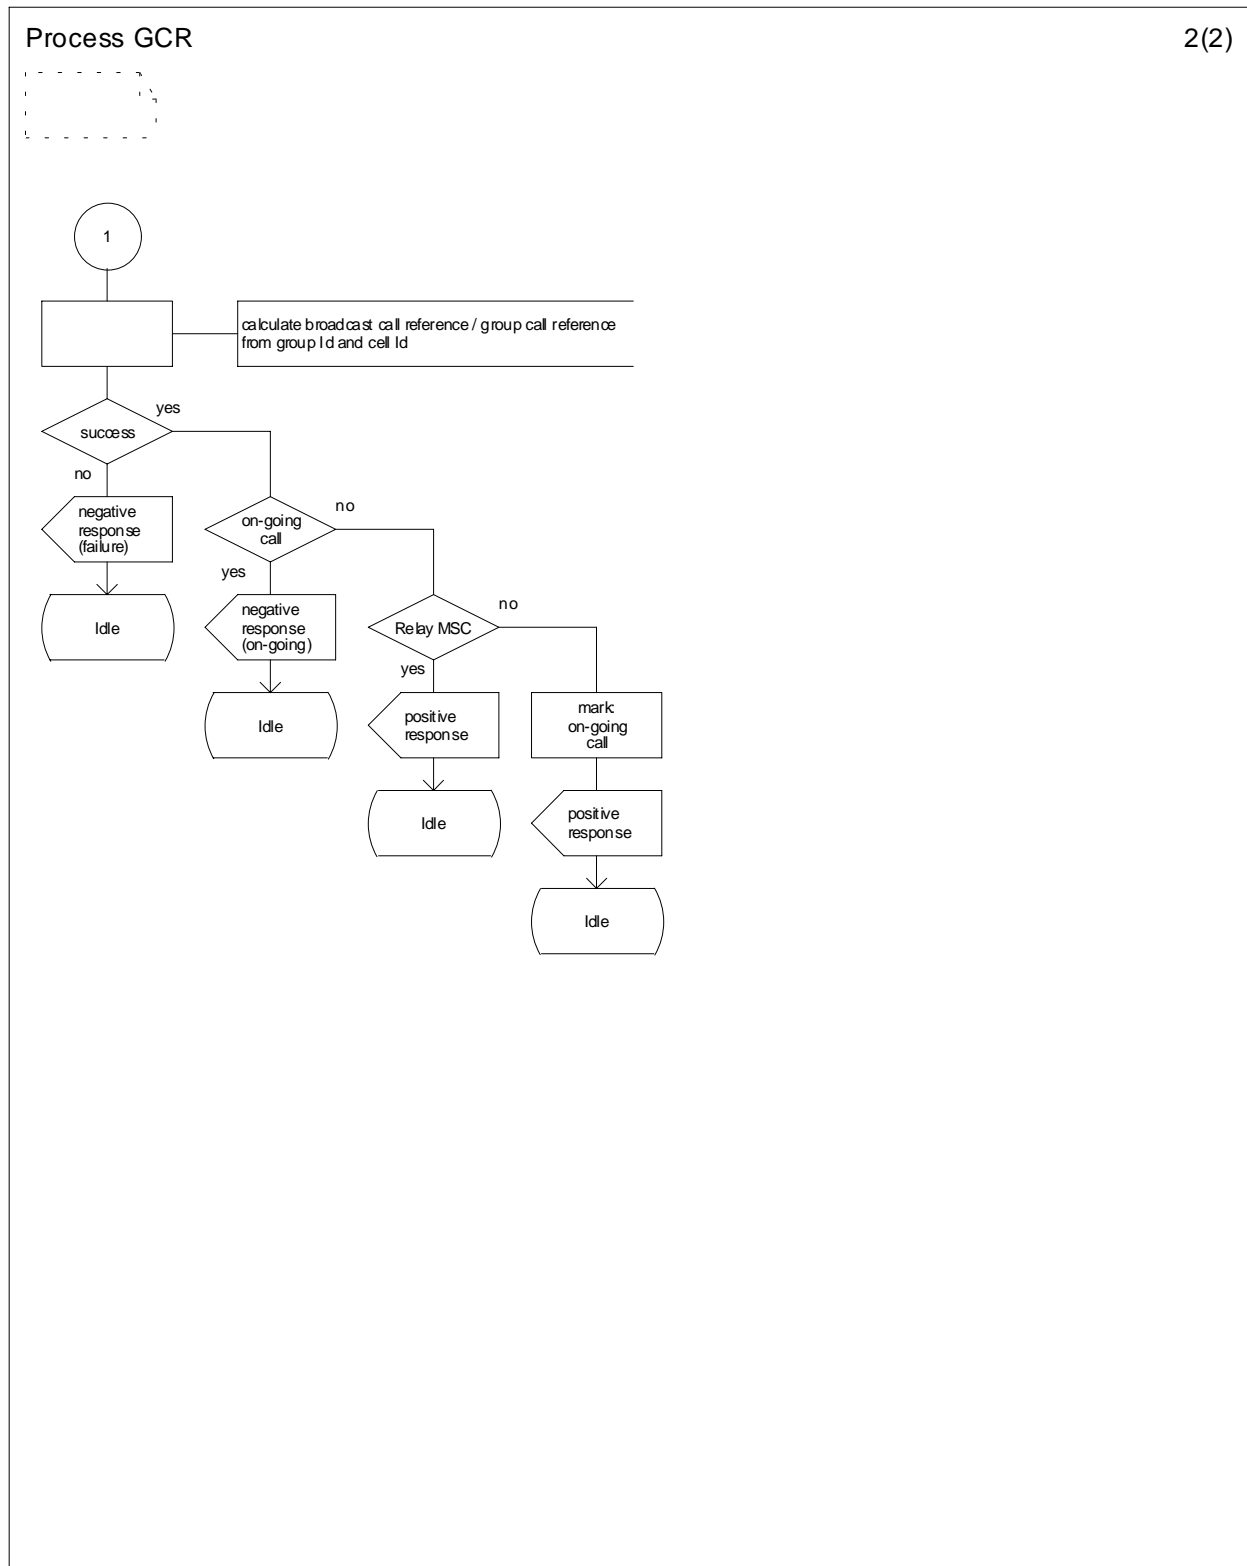 Process GCR
2(2)
1
calculate broadcast call reference / group call reference
from group Id and cell Id
yes
success
no
negative
response
(failure)
no
on-going
call
yes
Idle
negative
response
(on-going)
no
Relay MSC
yes
Idle
positive
response
mark:
on-going
call
Idle
positive
response
Idle